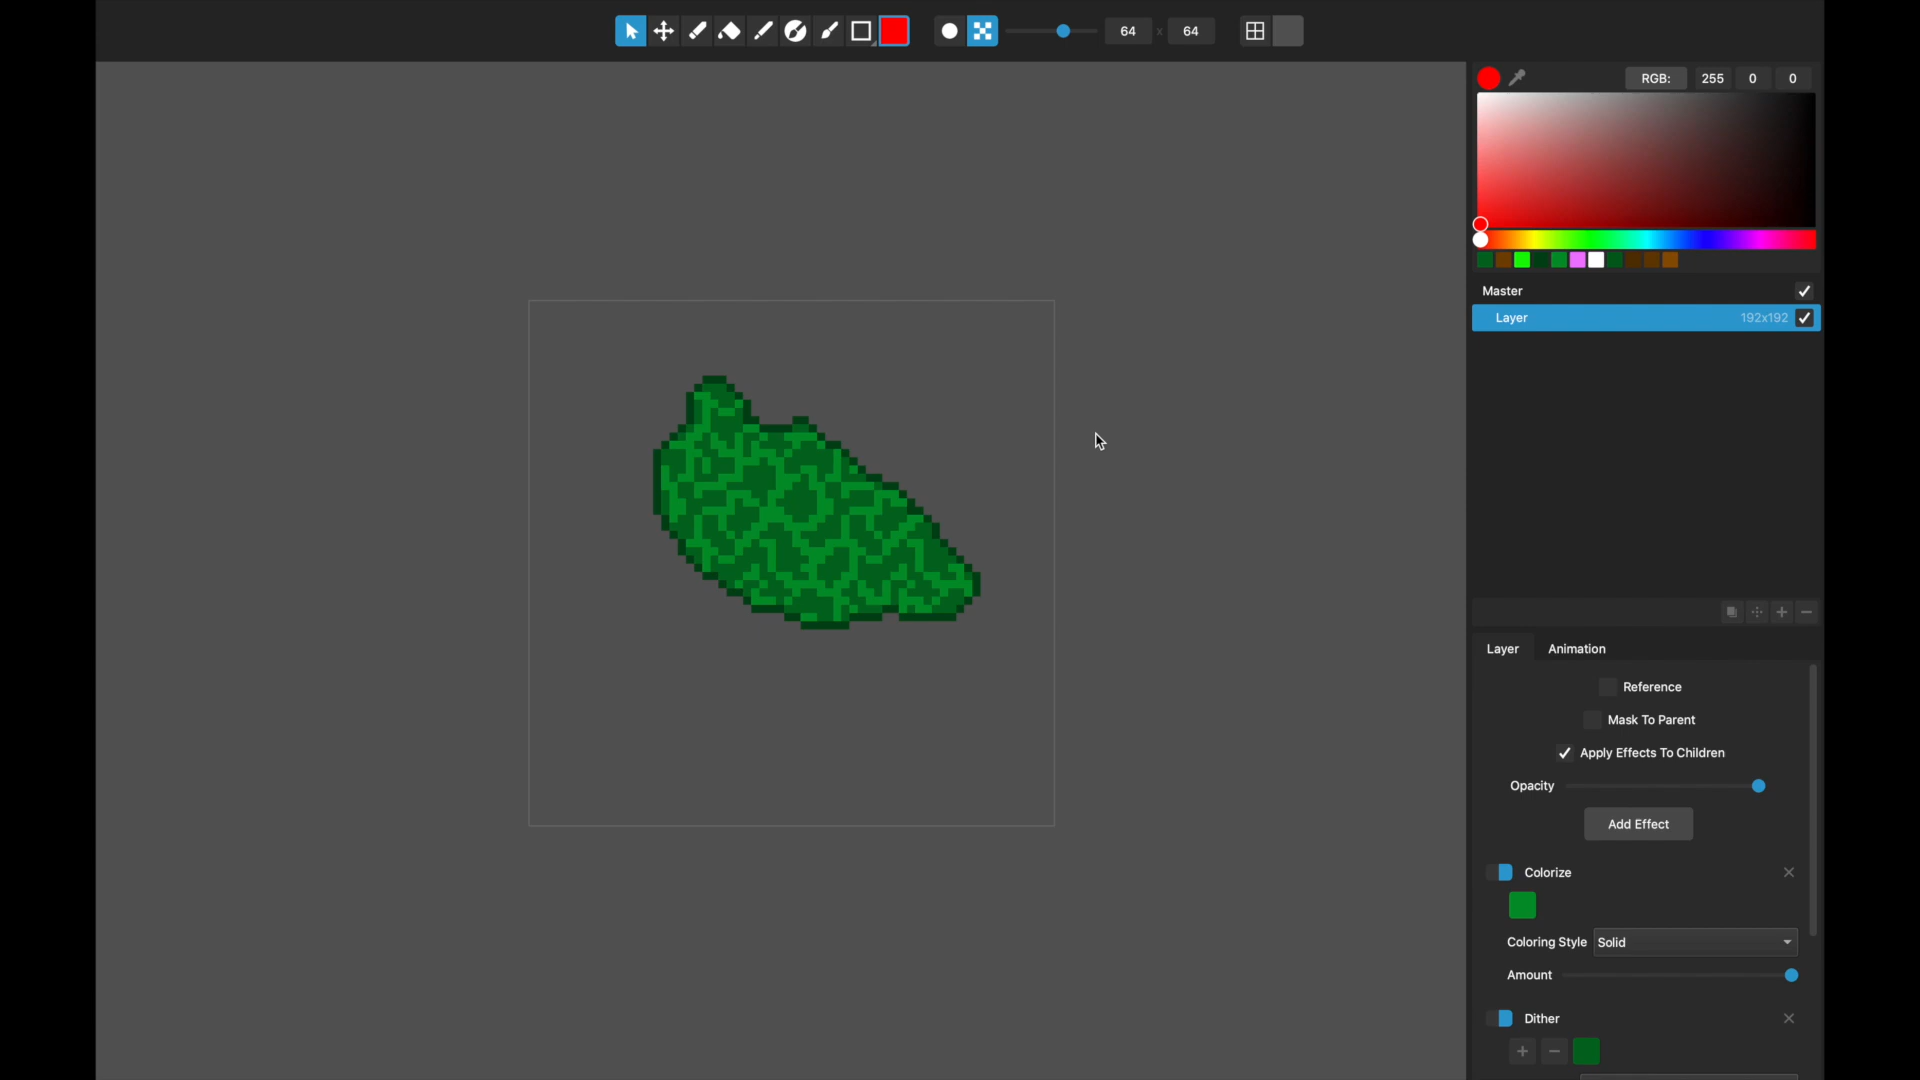 64 x 64
RGB: 255 0 0
Master
Layer 192x192
Layer Animation
Reference
Mask To Parent
Apply Effects To Children
Opacity
Add Effect
Colorize
Coloring Style Solid
Amount
Dither